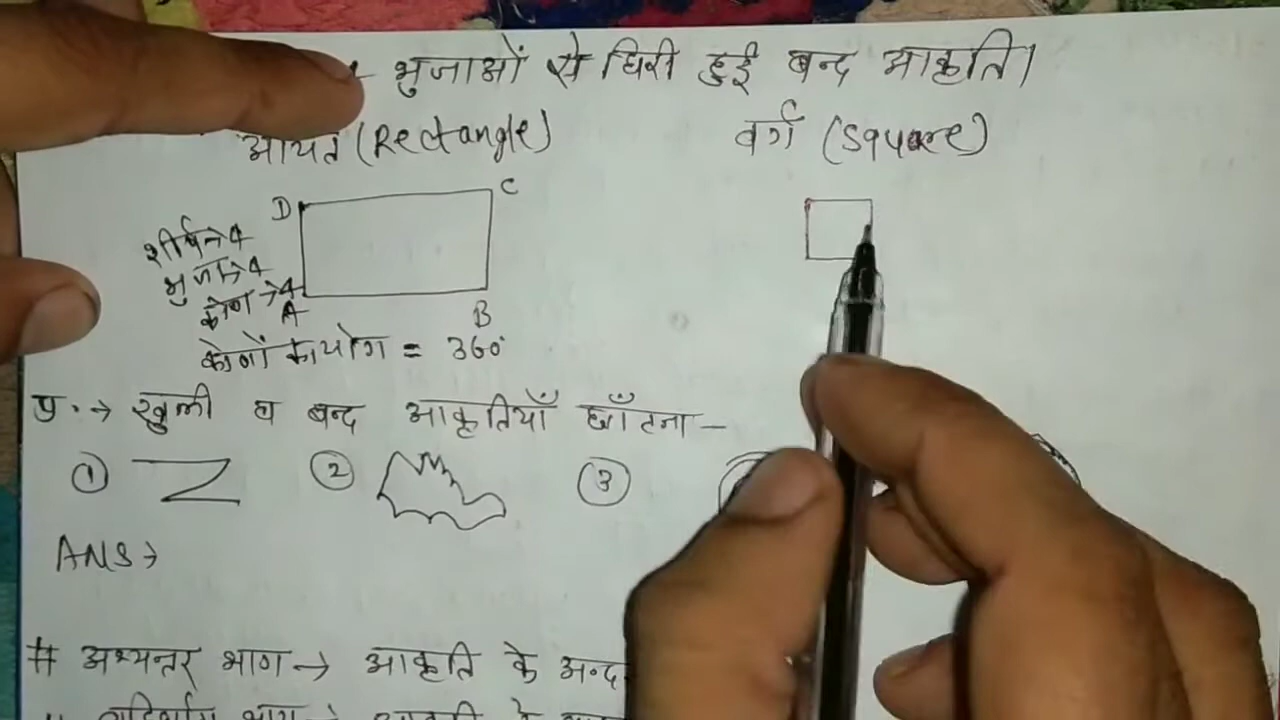 भुजाओं से घिरी हुई बन्द आकृति।
आयत (Rectangle)
वर्ग (Square)
D
C
शीर्ष→4
भुजा→4
कोण→4
A
B
कोणों का योग = 360°
प्र.→ खुली व बन्द आकृतियाँ छाँटना—
①
②
③
ANS→
# अभ्यन्तर भाग→ आकृति के
भाग→